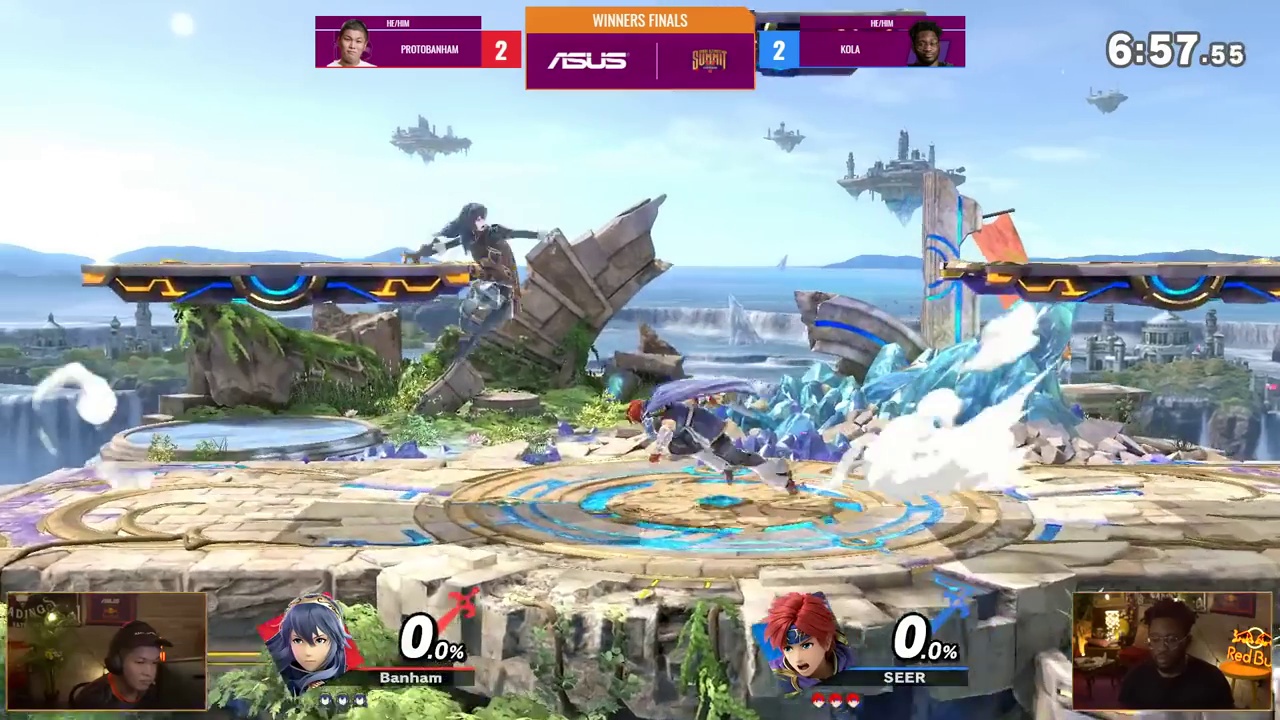 HE/HIM
PROTOBANHAM
2
WINNERS FINALS
ASUS
SUMMIT
2
HE/HIM
KOLA
6:57.55
0.0%
Banham
0.0%
SEER
Red Bu